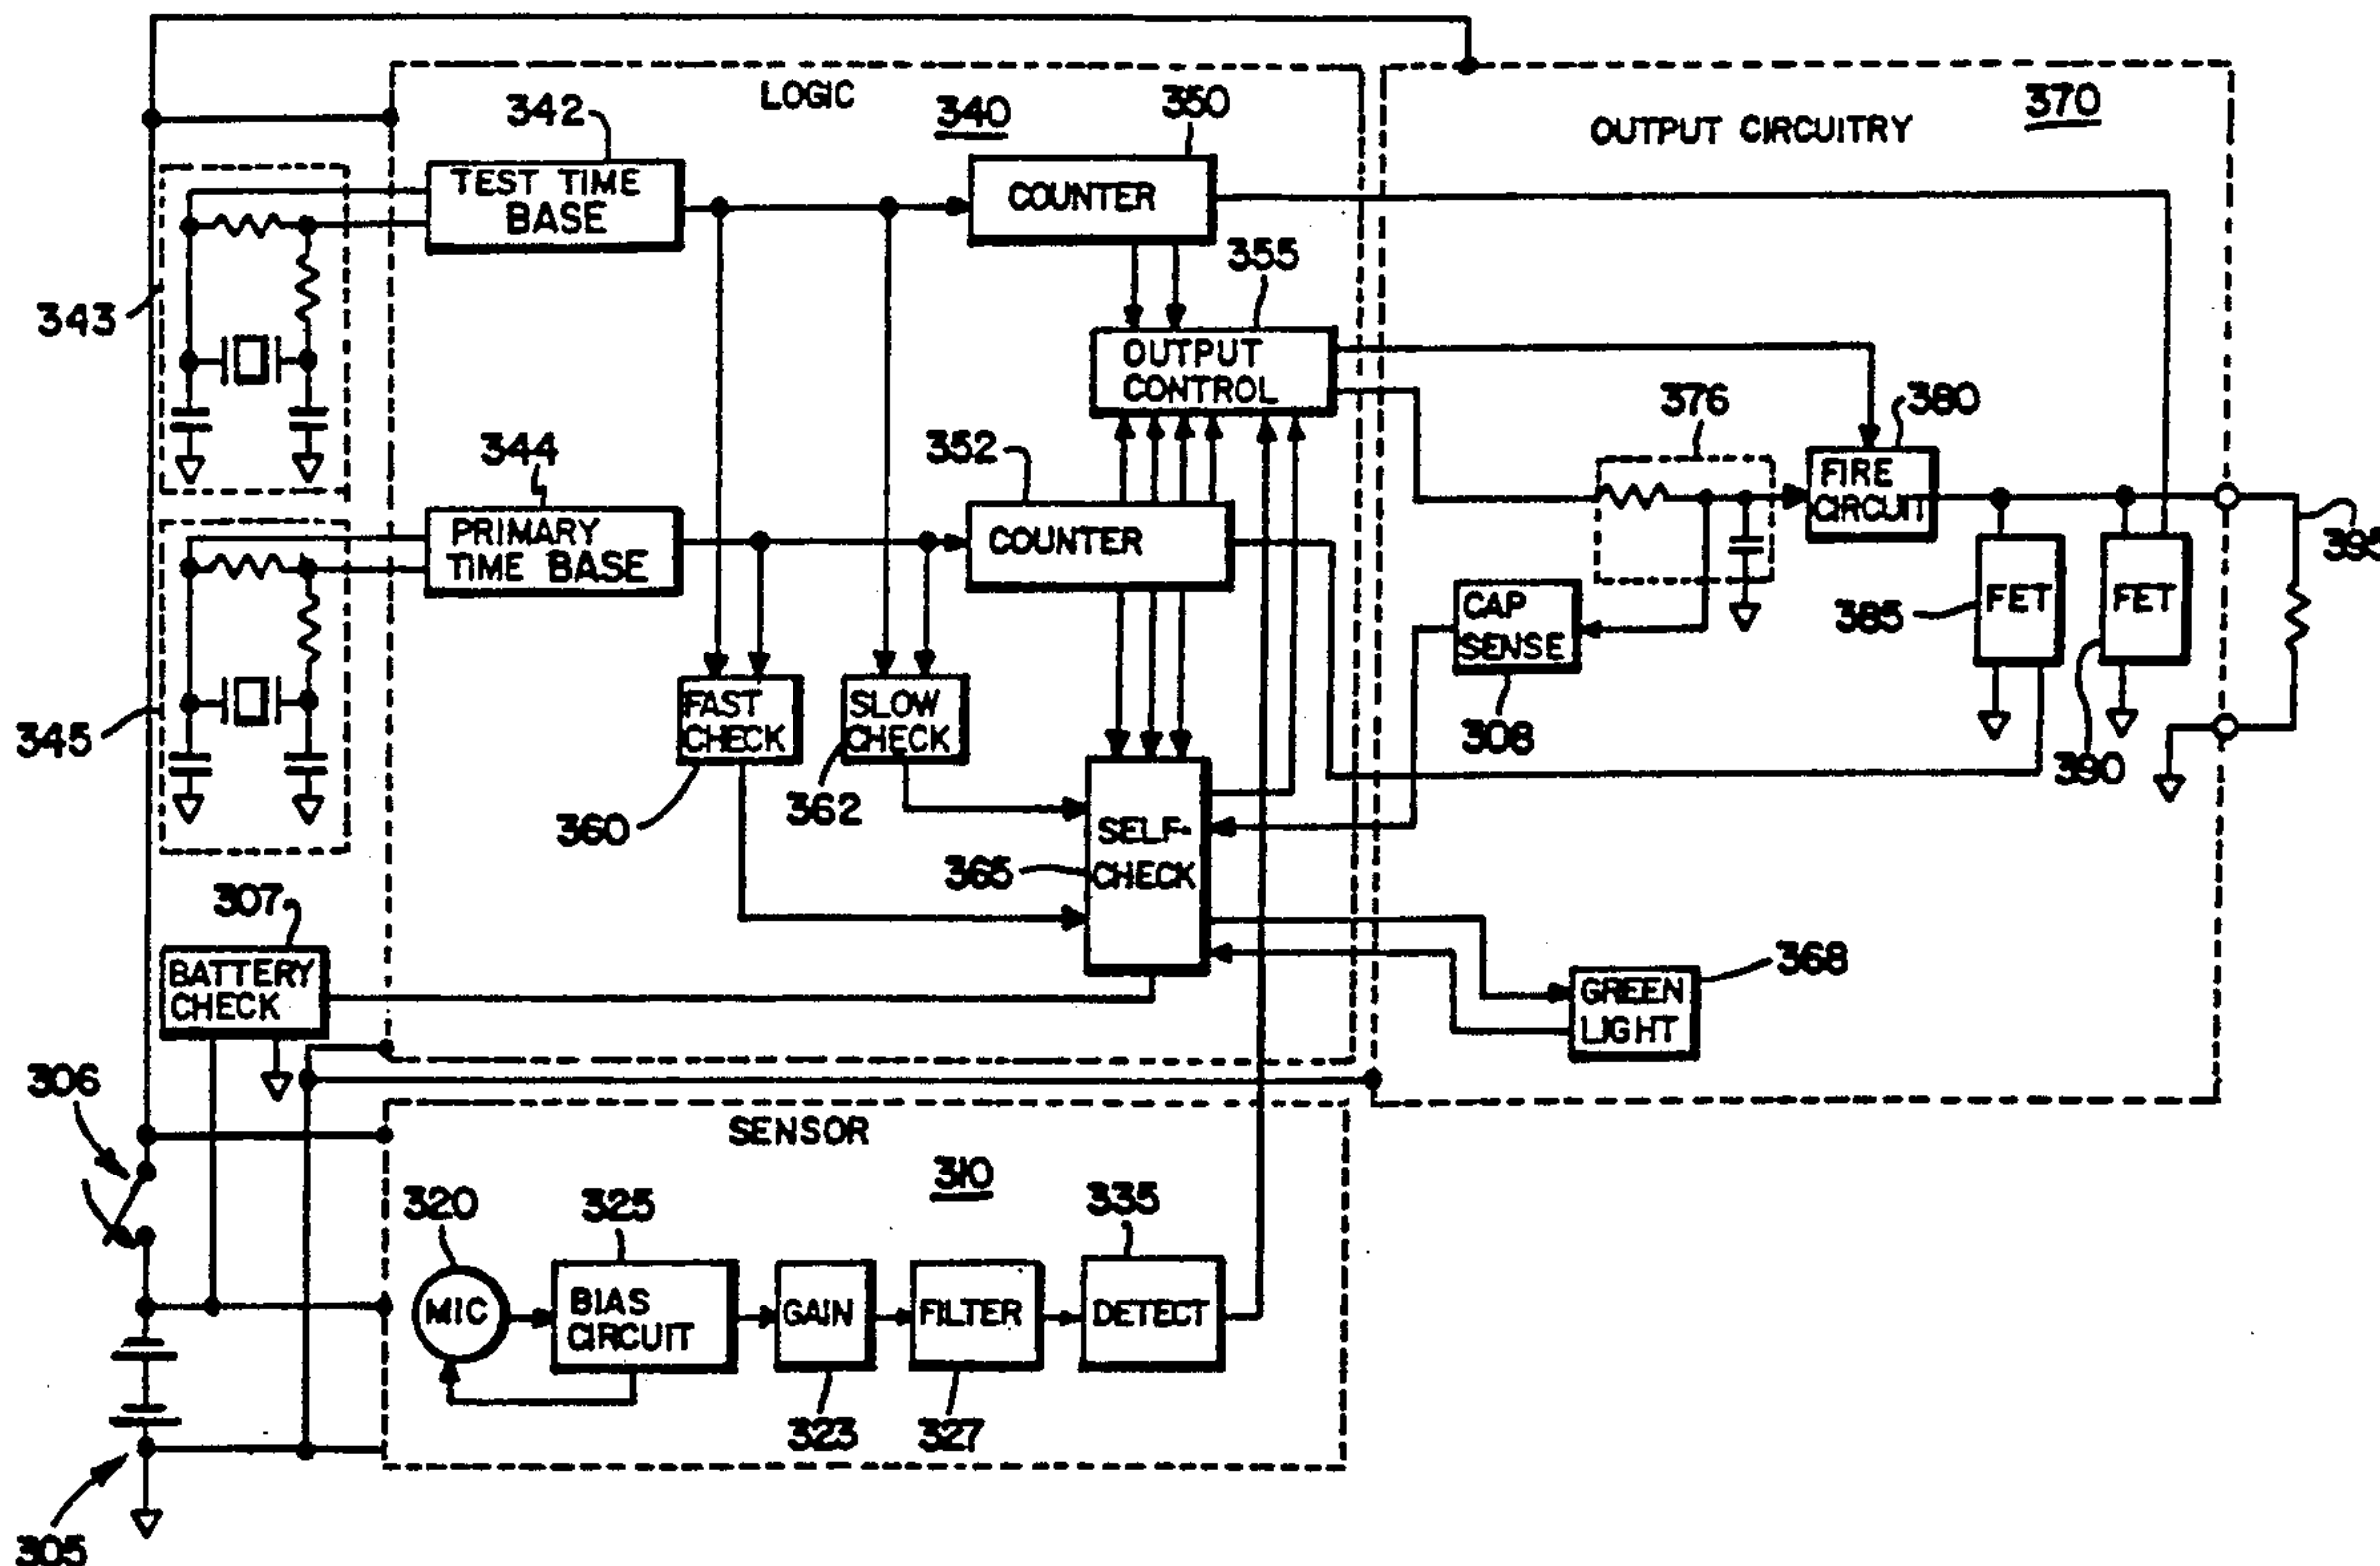 LOGIC
340
342
TEST TIME
BASE
350
COUNTER
OUTPUT CIRCUITRY
370
343
355
OUTPUT
CONTROL
344
PRIMARY
TIME BASE
352
COUNTER
376
380
FIRE
CIRCUIT
395
CAP
SENSE
308
385
FET
FET
390
345
FAST
CHECK
360
SLOW
CHECK
362
365
SELF-
CHECK
307
BATTERY
CHECK
368
GREEN
LIGHT
306
SENSOR
310
320
MIC
325
BIAS
CIRCUIT
GAIN
323
FILTER
327
335
DETECT
305